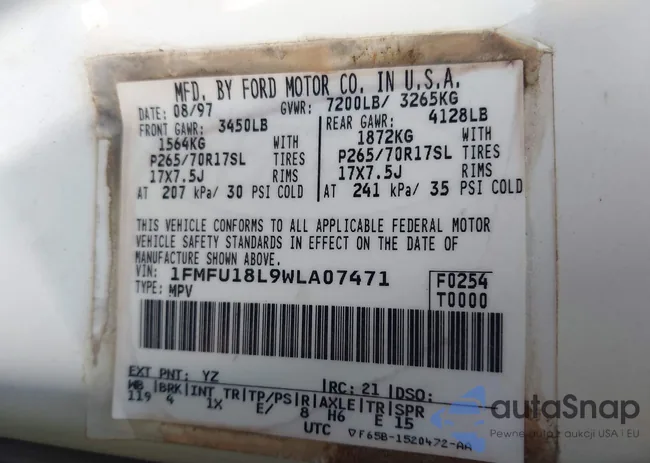 MFD. BY FORD MOTOR CO. IN U.S.A.
DATE: 08/97 GVWR: 7200LB/ 3265KG
FRONT GAWR: 3450LB REAR GAWR: 4128LB
1564KG WITH 1872KG WITH
P265/70R17SL TIRES P265/70R17SL TIRES
17X7.5J RIMS 17X7.5J RIMS
AT 207 kPa/ 30 PSI COLD AT 241 kPa/ 35 PSI COLD
THIS VEHICLE CONFORMS TO ALL APPLICABLE FEDERAL MOTOR
VEHICLE SAFETY STANDARDS IN EFFECT ON THE DATE OF
MANUFACTURE SHOWN ABOVE.
VIN: 1FMFU18L9WLA07471 F0254
TYPE: MPV T0000
EXT PNT: YZ RC: 21 DSO:
WB BRK INT TR TP/PS R AXLE TR SPR
119 4 1X E/ 8 H6 E 15
UTC ▽F65B-1520472-AA
autoSnap
Pewne auto z aukcji USA i EU